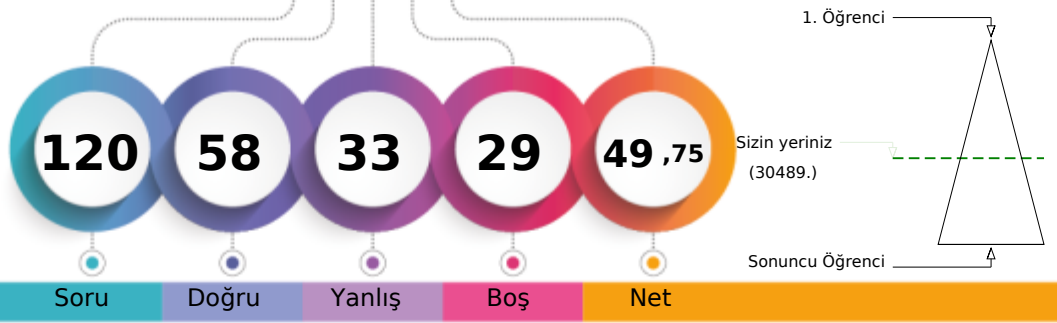 120 58 33 29 49 ,75
Soru Doğru Yanlış Boş Net
1. Öğrenci
Sizin yeriniz
(30489.)
Sonuncu Öğrenci